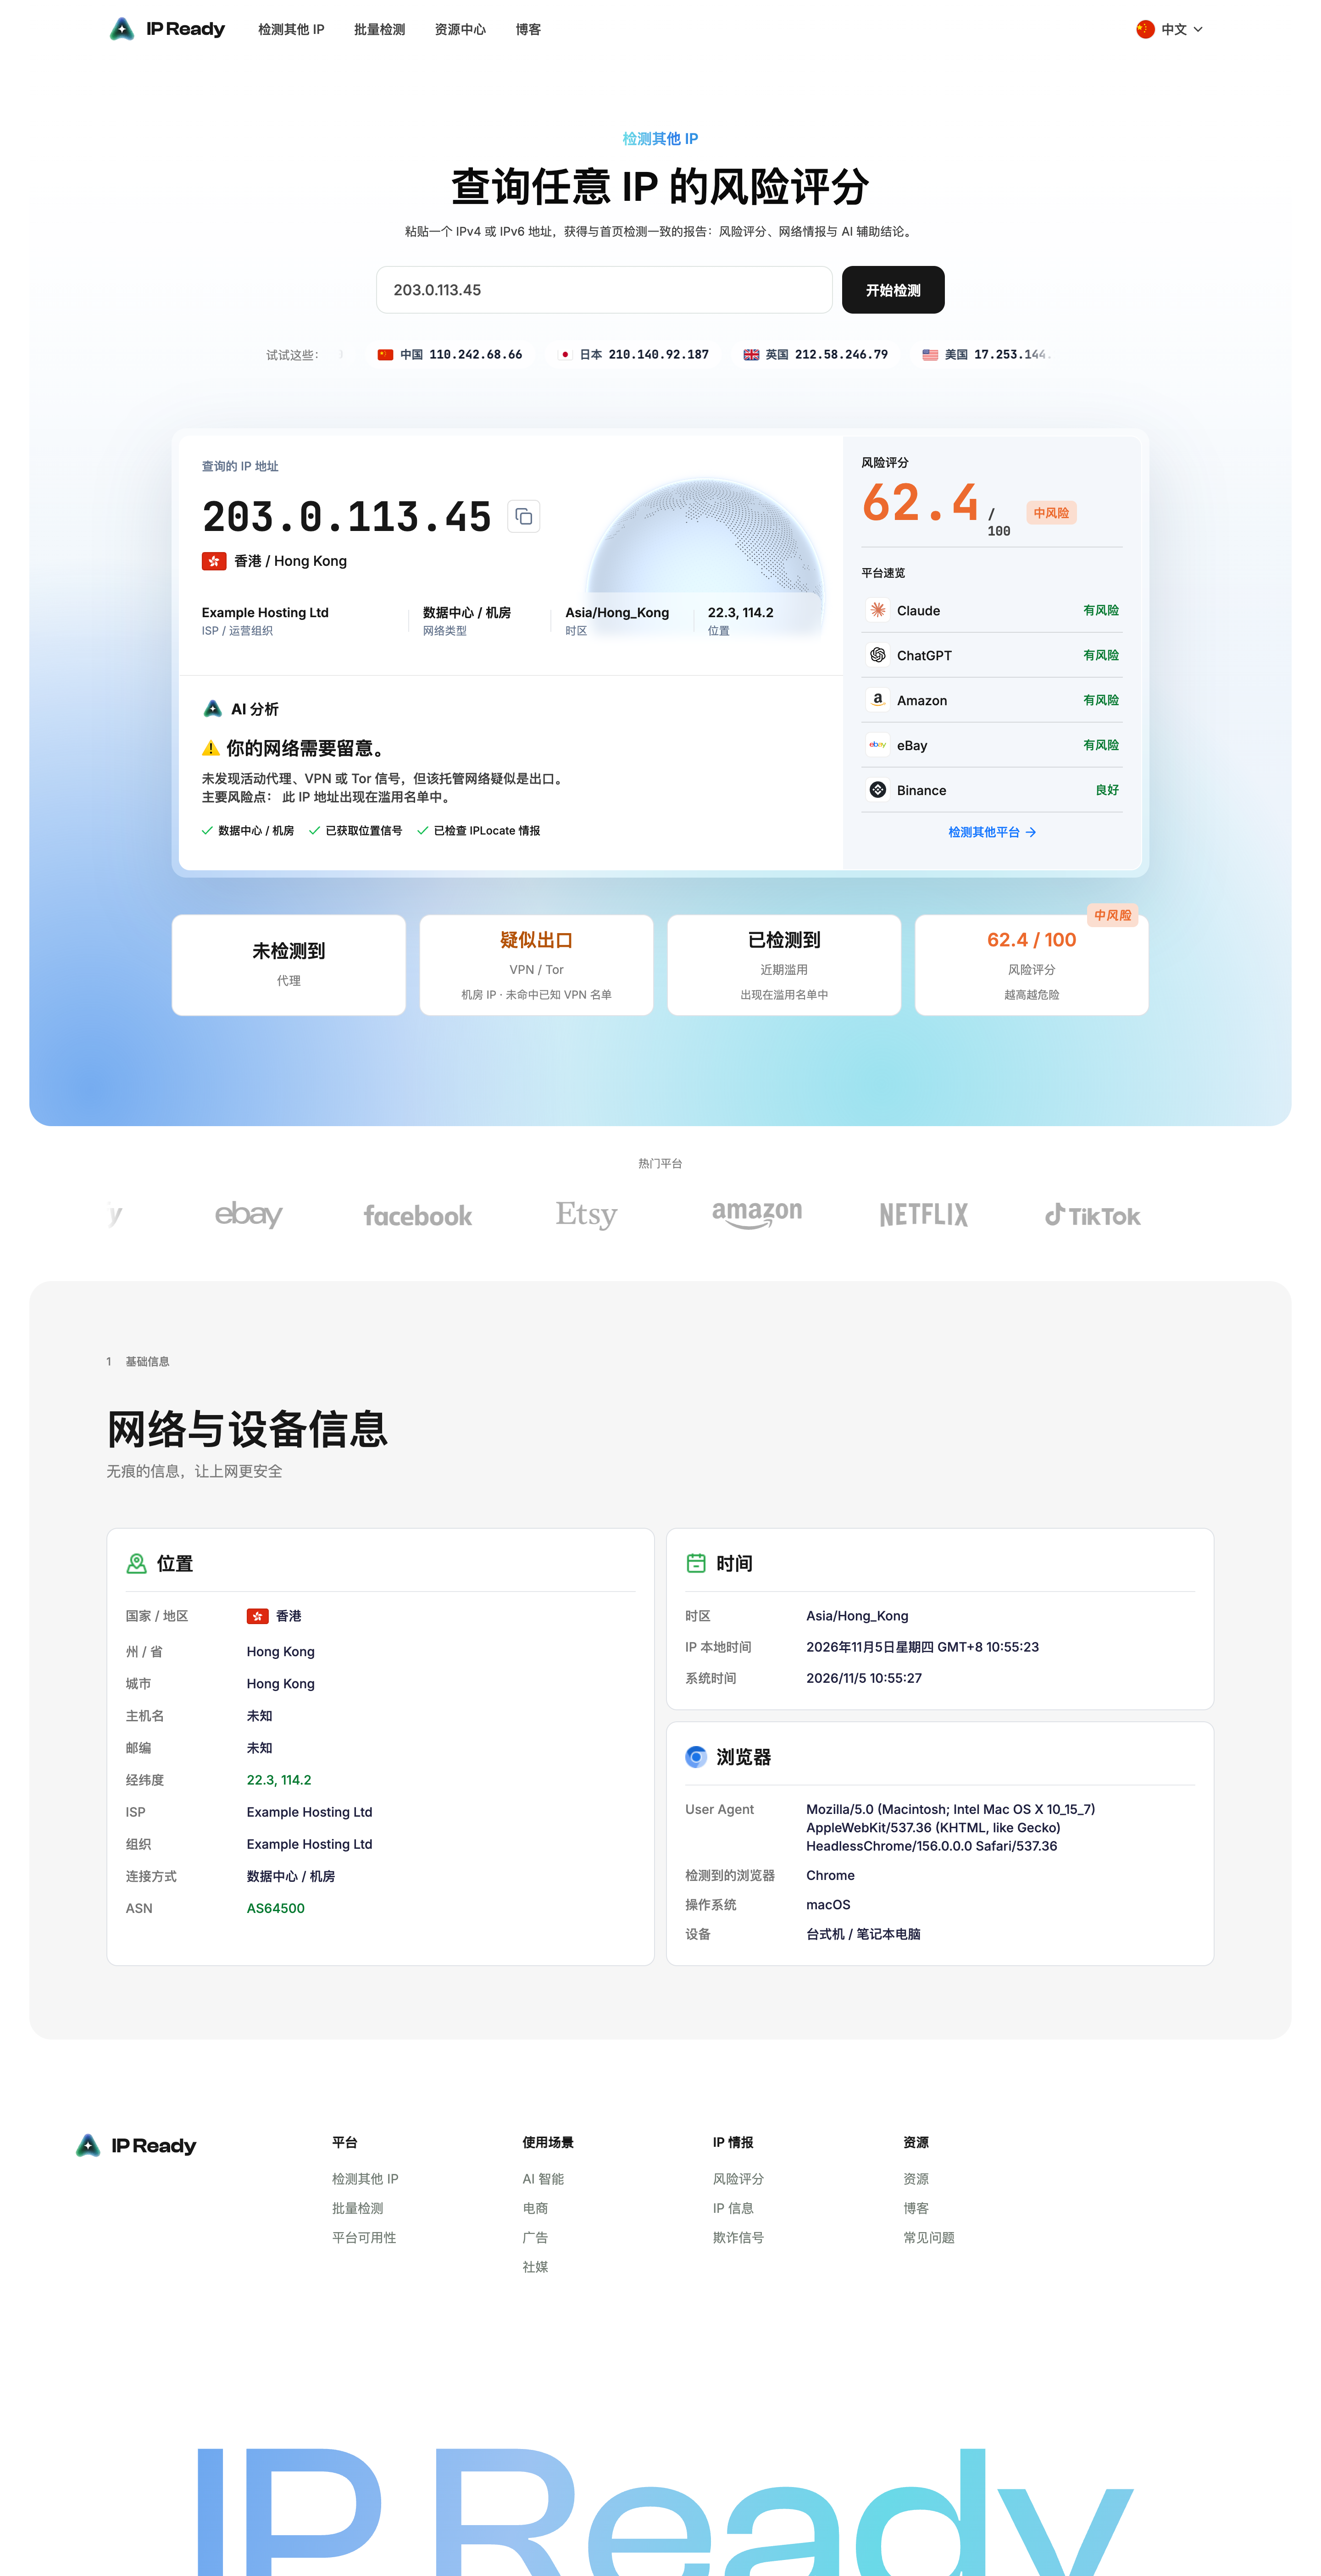 IP Ready
检测其他 IP
批量检测
资源中心
博客
中文
检测其他 IP
查询任意 IP 的风险评分
粘贴一个 IPv4 或 IPv6 地址，获得与首页检测一致的报告：风险评分、网络情报与 AI 辅助结论。
203.0.113.45
开始检测
试试这些：
中国 110.242.68.66
日本 210.140.92.187
英国 212.58.246.79
美国 17.253.144.
查询的 IP 地址
203.0.113.45
香港 / Hong Kong
Example Hosting Ltd
ISP / 运营组织
数据中心 / 机房
网络类型
Asia/Hong_Kong
时区
22.3, 114.2
位置
AI 分析
你的网络需要留意。
未发现活动代理、VPN 或 Tor 信号，但该托管网络疑似是出口。
主要风险点： 此 IP 地址出现在滥用名单中。
数据中心 / 机房
已获取位置信号
已检查 IPLocate 情报
风险评分
62.4 / 100
中风险
平台速览
Claude 有风险
ChatGPT 有风险
Amazon 有风险
eBay 有风险
Binance 良好
检测其他平台
未检测到
代理
疑似出口
VPN / Tor
机房 IP · 未命中已知 VPN 名单
已检测到
近期滥用
出现在滥用名单中
中风险
62.4 / 100
风险评分
越高越危险
热门平台
ebay
facebook
Etsy
amazon
NETFLIX
TikTok
1 基础信息
网络与设备信息
无痕的信息，让上网更安全
位置
国家 / 地区 香港
州 / 省 Hong Kong
城市 Hong Kong
主机名 未知
邮编 未知
经纬度 22.3, 114.2
ISP Example Hosting Ltd
组织 Example Hosting Ltd
连接方式 数据中心 / 机房
ASN AS64500
时间
时区 Asia/Hong_Kong
IP 本地时间 2026年11月5日星期四 GMT+8 10:55:23
系统时间 2026/11/5 10:55:27
浏览器
User Agent Mozilla/5.0 (Macintosh; Intel Mac OS X 10_15_7)
AppleWebKit/537.36 (KHTML, like Gecko)
HeadlessChrome/156.0.0.0 Safari/537.36
检测到的浏览器 Chrome
操作系统 macOS
设备 台式机 / 笔记本电脑
IP Ready
平台
检测其他 IP
批量检测
平台可用性
使用场景
AI 智能
电商
广告
社媒
IP 情报
风险评分
IP 信息
欺诈信号
资源
资源
博客
常见问题
IP Ready